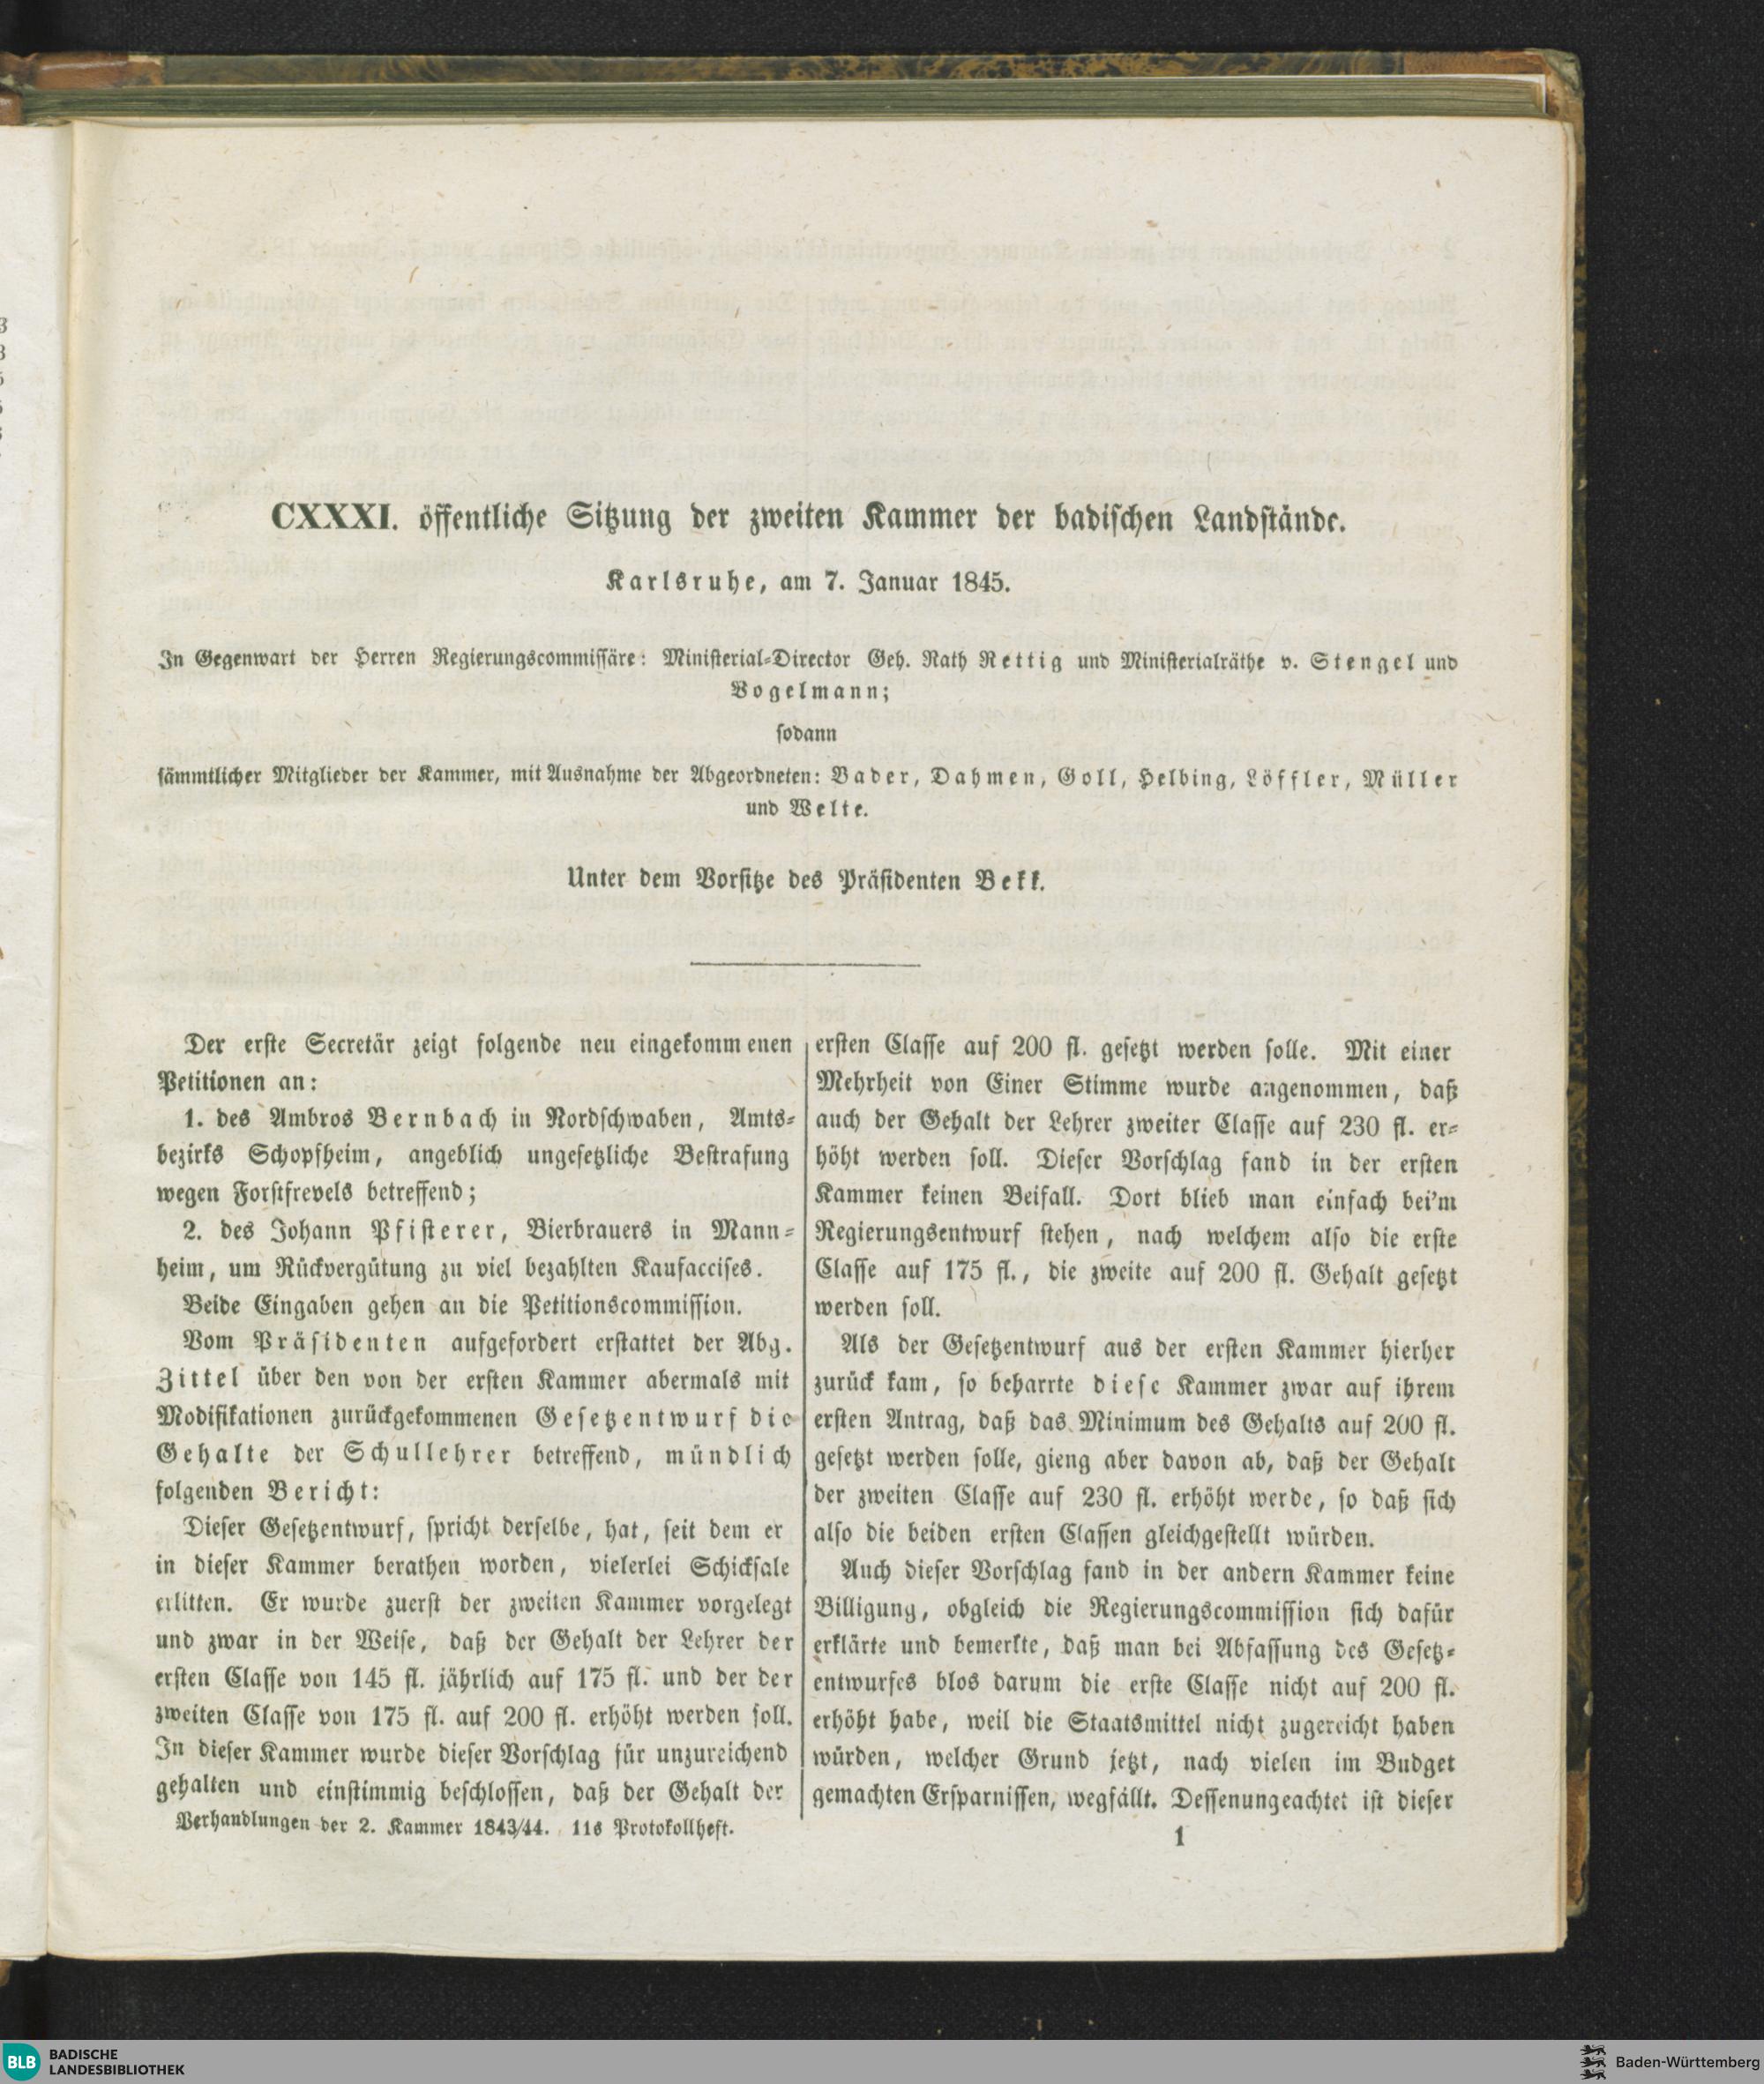 CXXXI. öffentliche Sitzung der zweiten Kammer der badischen Landstände.
Karlsruhe, am 7. Januar 1845.
In Gegenwart der Herren Regierungscommissäre: Ministerial-Director Geh. Rath Rettig und Ministerialräthe v. Stengel und
Vogelmann;
sodann
sämmtlicher Mitglieder der Kammer, mit Ausnahme der Abgeordneten: Bader, Dahmen, Goll, Helbing, Löffler, Müller
und Welte.
Unter dem Vorsitze des Präsidenten Bekk.
Der erste Secretär zeigt folgende neu eingekommenen
Petitionen an:
1. des Ambros Bernbach in Nordschwaben, Amts-
bezirks Schopfheim, angeblich ungesetzliche Bestrafung
wegen Forstfrevels betreffend;
2. des Johann Pfisterer, Bierbrauers in Mann-
heim, um Rückvergütung zu viel bezahlten Kaufaccises.
Beide Eingaben gehen an die Petitionscommission.
Vom Präsidenten aufgefordert erstattet der Abg.
Zittel über den von der ersten Kammer abermals mit
Modifikationen zurückgekommenen Gesetzentwurf die
Gehalte der Schullehrer betreffend, mündlich
folgenden Bericht:
Dieser Gesetzentwurf, spricht derselbe, hat, seit dem er
in dieser Kammer berathen worden, vielerlei Schicksale
erlitten. Er wurde zuerst der zweiten Kammer vorgelegt
und zwar in der Weise, daß der Gehalt der Lehrer der
ersten Classe von 145 fl. jährlich auf 175 fl. und der der
zweiten Classe von 175 fl. auf 200 fl. erhöht werden soll.
In dieser Kammer wurde dieser Vorschlag für unzureichend
gehalten und einstimmig beschlossen, daß der Gehalt der
Verhandlungen der 2. Kammer 1843/44. 11s Protokollheft.
ersten Classe auf 200 fl. gesetzt werden solle. Mit einer
Mehrheit von Einer Stimme wurde angenommen, daß
auch der Gehalt der Lehrer zweiter Classe auf 230 fl. er-
höht werden soll. Dieser Vorschlag fand in der ersten
Kammer keinen Beifall. Dort blieb man einfach bei'm
Regierungsentwurf stehen, nach welchem also die erste
Classe auf 175 fl., die zweite auf 200 fl. Gehalt gesetzt
werden soll.
Als der Gesetzentwurf aus der ersten Kammer hierher
zurück kam, so beharrte diese Kammer zwar auf ihrem
ersten Antrag, daß das Minimum des Gehalts auf 200 fl.
gesetzt werden solle, gieng aber davon ab, daß der Gehalt
der zweiten Classe auf 230 fl. erhöht werde, so daß sich
also die beiden ersten Classen gleichgestellt würden.
Auch dieser Vorschlag fand in der andern Kammer keine
Billigung, obgleich die Regierungscommission sich dafür
erklärte und bemerkte, daß man bei Abfassung des Gesetz-
entwurfes blos darum die erste Classe nicht auf 200 fl.
erhöht habe, weil die Staatsmittel nicht zugereicht haben
würden, welcher Grund jetzt, nach vielen im Budget
gemachten Ersparnissen, wegfällt. Dessenungeachtet ist dieser
1
BLB BADISCHE
LANDESBIBLIOTHEK
Baden-Württemberg